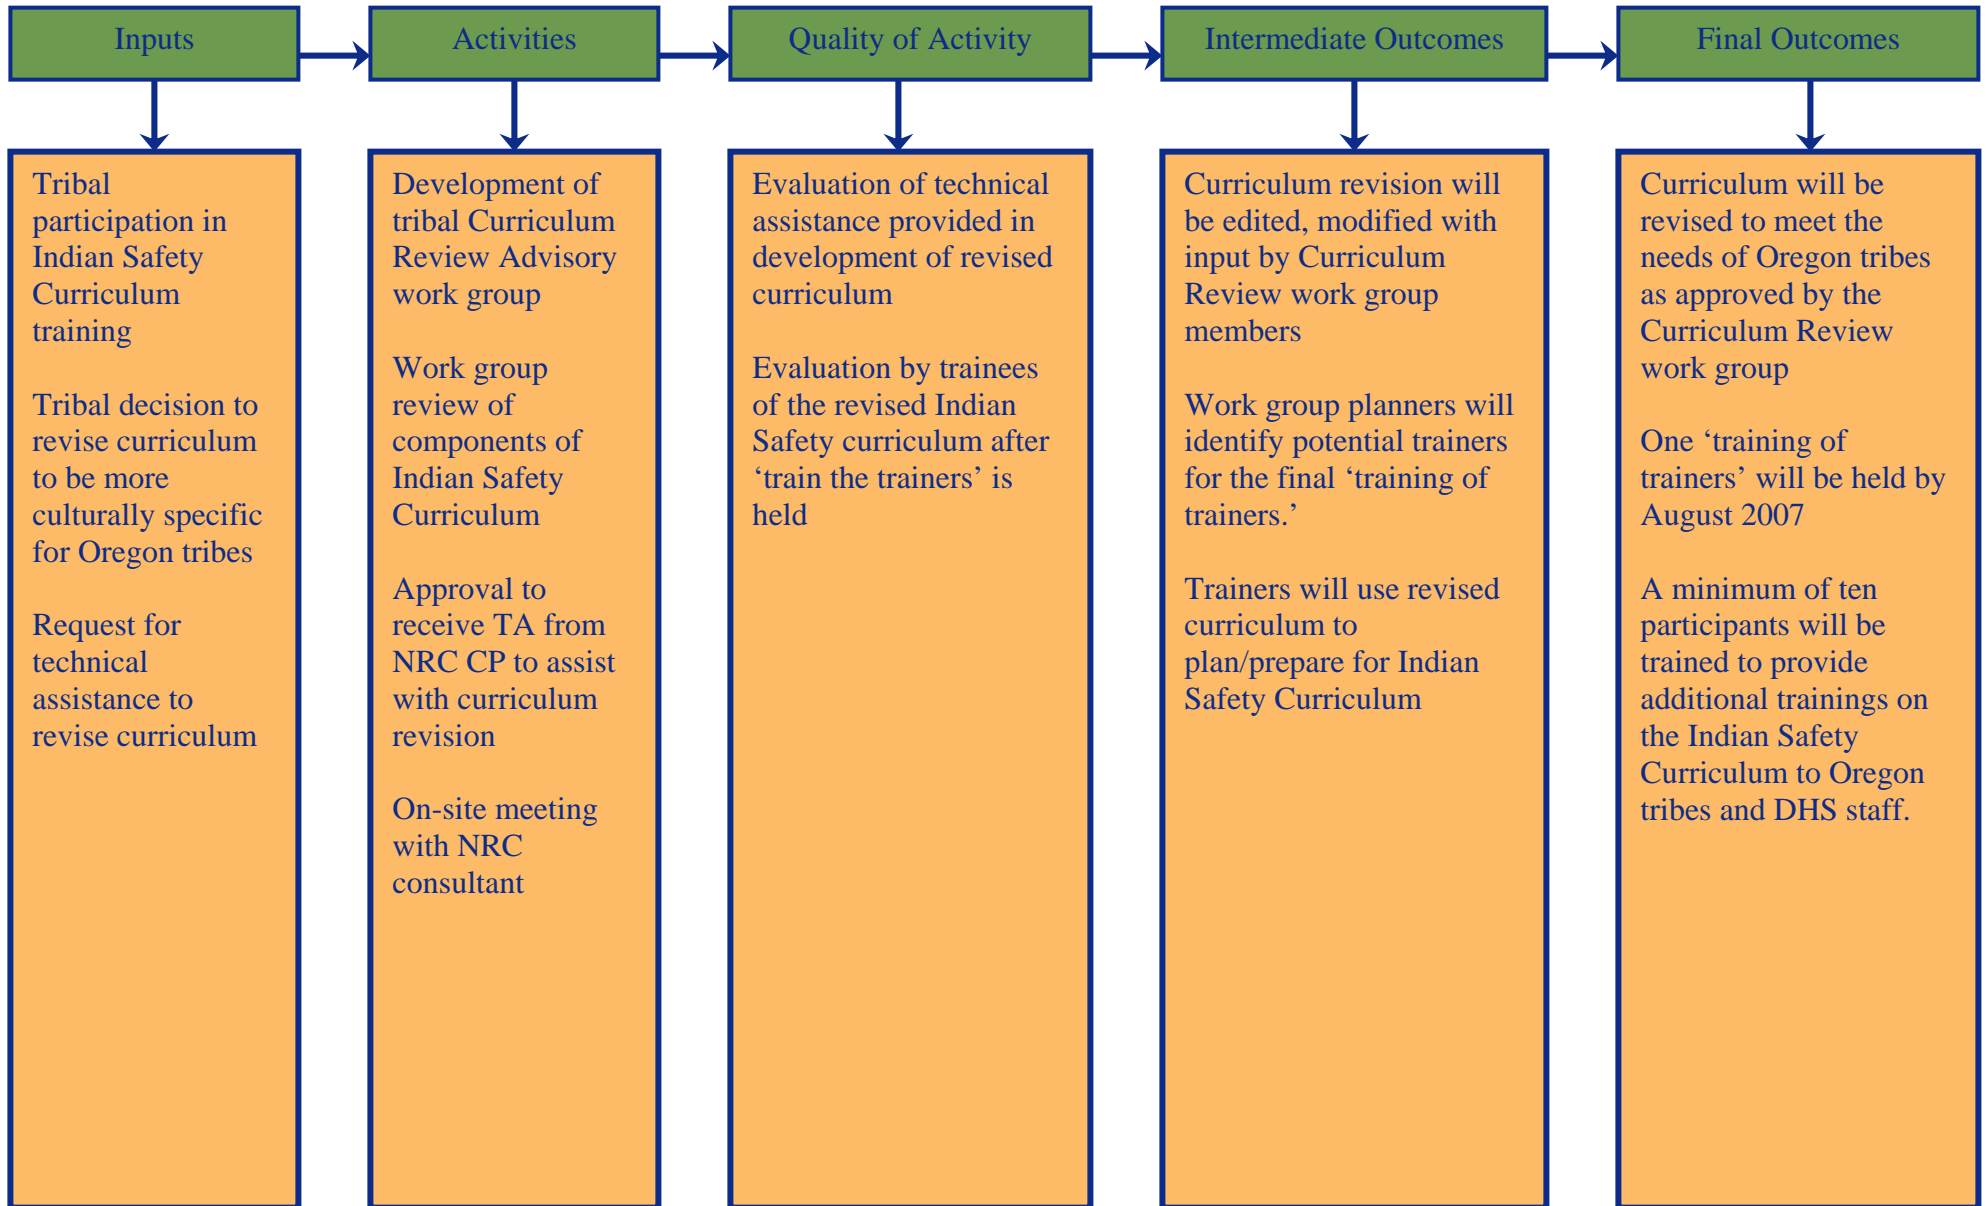 Inputs
Activities
Quality of Activity
Intermediate Outcomes
Final Outcomes
Tribal
participation in
Indian Safety
Curriculum
training
Tribal decision to
revise curriculum
to be more
culturally specific
for Oregon tribes
Request for
technical
assistance to
revise curriculum
Development of
tribal Curriculum
Review Advisory
work group
Work group
review of
components of
Indian Safety
Curriculum
Approval to
receive TA from
NRC CP to assist
with curriculum
revision
On-site meeting
with NRC
consultant
Evaluation of technical
assistance provided in
development of revised
curriculum
Evaluation by trainees
of the revised Indian
Safety curriculum after
‘train the trainers’ is
held
Curriculum revision will
be edited, modified with
input by Curriculum
Review work group
members
Work group planners will
identify potential trainers
for the final ‘training of
trainers.’
Trainers will use revised
curriculum to
plan/prepare for Indian
Safety Curriculum
Curriculum will be
revised to meet the
needs of Oregon tribes
as approved by the
Curriculum Review
work group
One ‘training of
trainers’ will be held by
August 2007
A minimum of ten
participants will be
trained to provide
additional trainings on
the Indian Safety
Curriculum to Oregon
tribes and DHS staff.